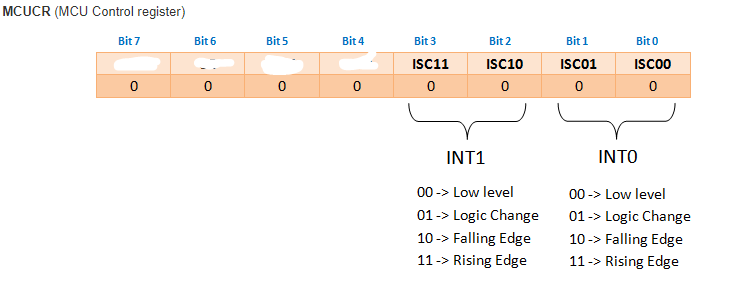 MCUCR (MCU Control register)
Bit 7 Bit 6 Bit 5 Bit 4 Bit 3 Bit 2 Bit 1 Bit 0
ISC11 ISC10 ISC01 ISC00
0 0 0 0 0 0 0 0
INT1 INT0
00 -> Low level 00 -> Low level
01 -> Logic Change 01 -> Logic Change
10 -> Falling Edge 10 -> Falling Edge
11 -> Rising Edge 11 -> Rising Edge